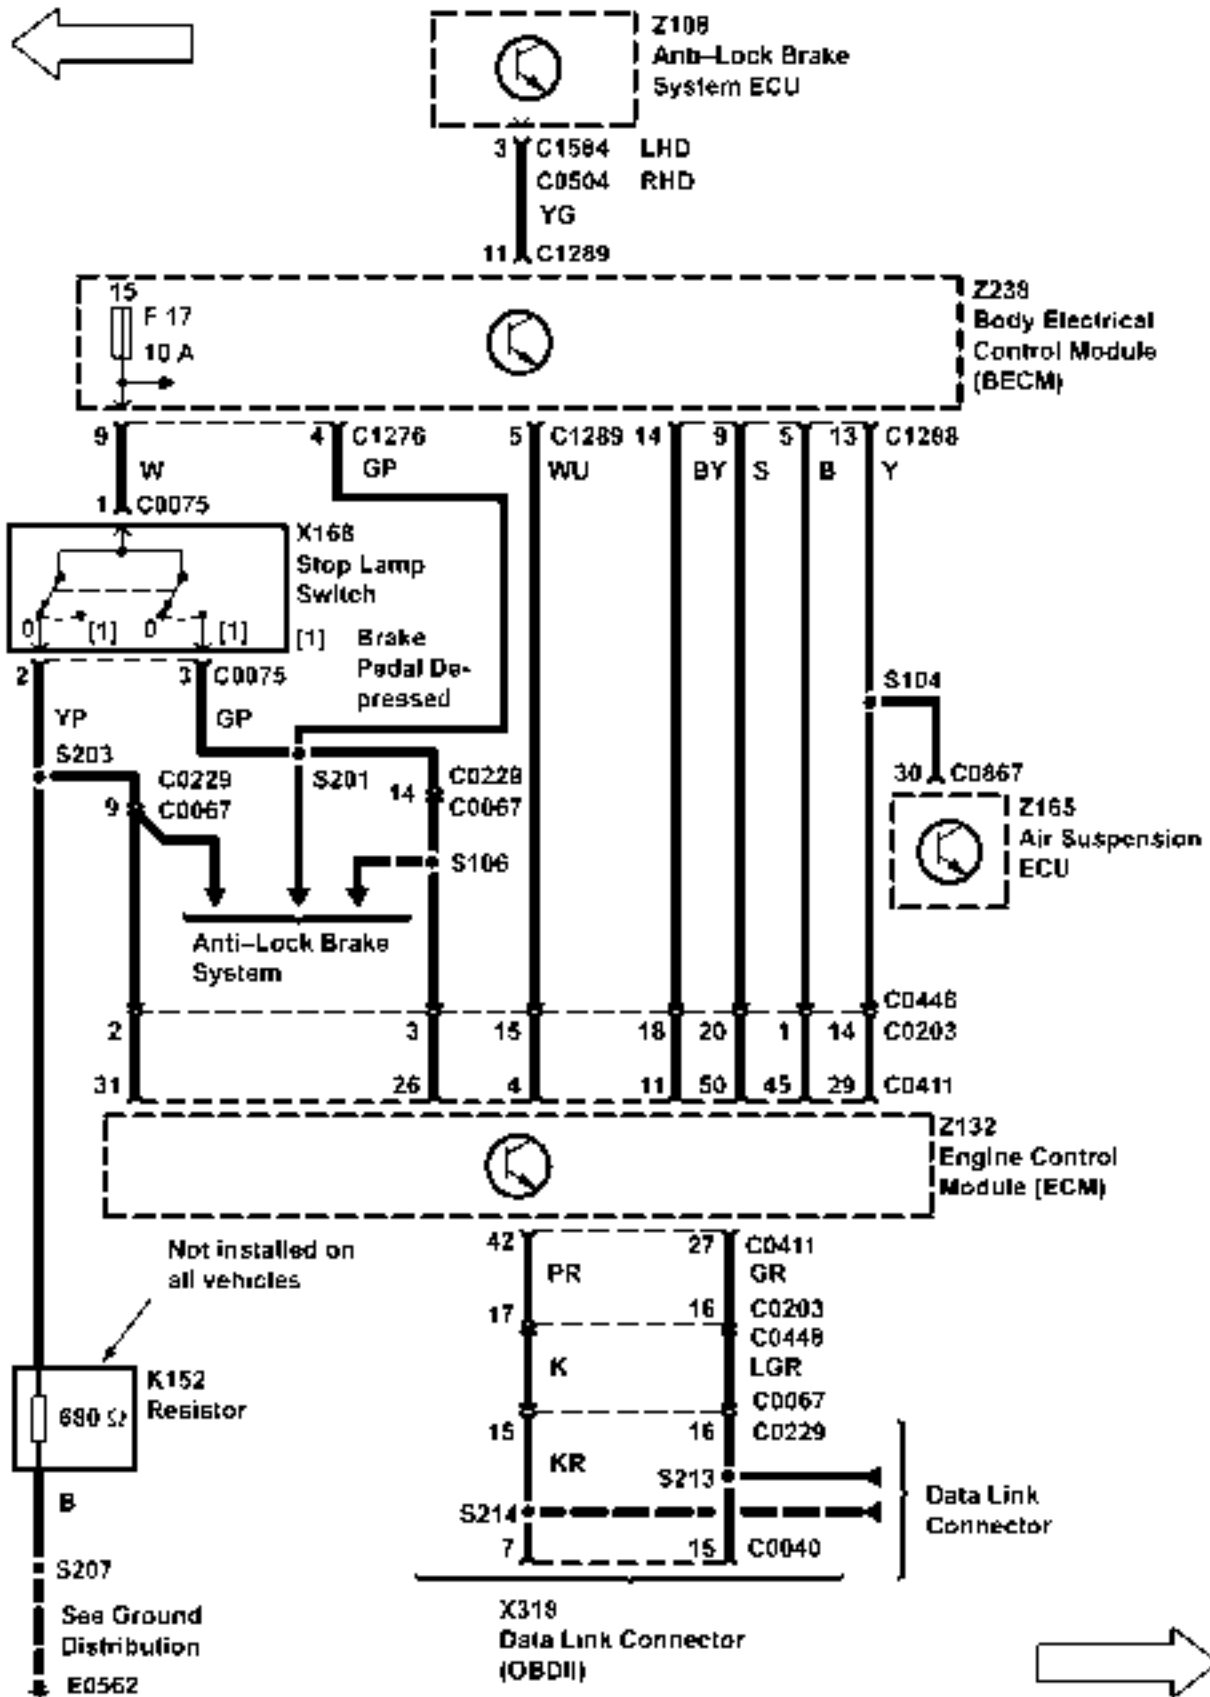 Z108
Anti-Lock Brake
System ECU
3 C1584 LHD
C0504 RHD
YG
11 C1289
15
F 17
10 A
Z238
Body Electrical
Control Module
(BECM)
9 4 C1276 5 C1289 14 9 5 13 C1288
W GP WU BY S B Y
1 C0075
X168
Stop Lamp
Switch
0 [1] 0 [1]
[1] Brake
Pedal De-
pressed
2 3 C0075
YP GP
S104
S203
S201
9 C0229
C0067
14 C0229
C0067
30 C0867
Z165
Air Suspension
ECU
S106
Anti-Lock Brake
System
C0448
2 3 15 18 20 1 14 C0203
31 26 4 11 50 45 29 C0411
Z132
Engine Control
Module (ECM)
Not installed on
all vehicles
42 27 C0411
PR GR
17 16 C0203
C0448
K LGR
C0067
15 16 C0229
KR
S213
S214
7 15 C0040
Data Link
Connector
K152
Resistor
680 Ω
B
S207
See Ground
Distribution
E0562
X318
Data Link Connector
(OBDII)